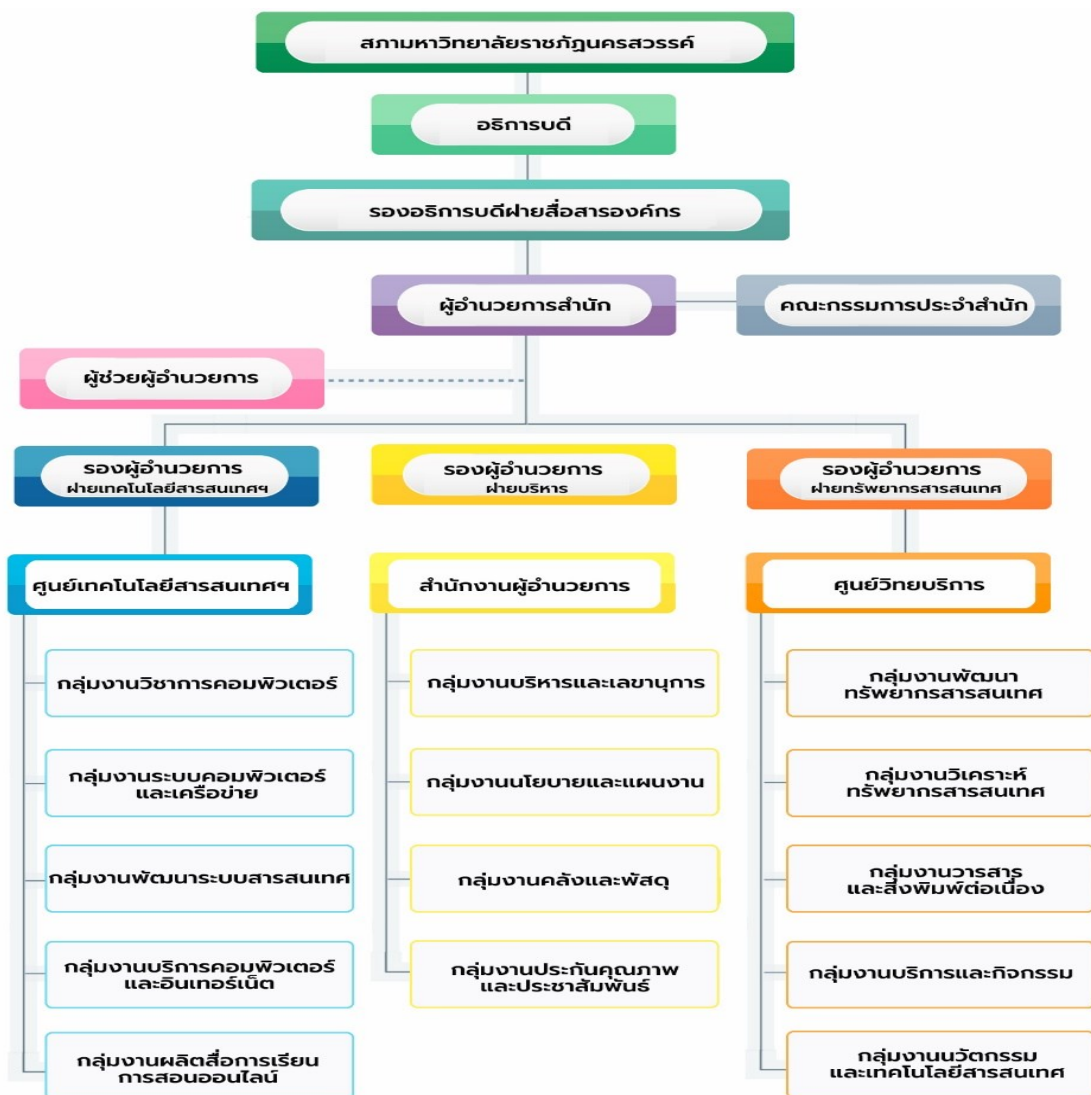 สภามหาวิทยาลัยราชภัฏนครสวรรค์
อธิการบดี
รองอธิการบดีฝ่ายสื่อสารองค์กร
ผู้อำนวยการสำนัก
คณะกรรมการประจำสำนัก
ผู้ช่วยผู้อำนวยการ
รองผู้อำนวยการ
ฝ่ายเทคโนโลยีสารสนเทศฯ
รองผู้อำนวยการ
ฝ่ายบริหาร
รองผู้อำนวยการ
ฝ่ายทรัพยากรสารสนเทศ
ศูนย์เทคโนโลยีสารสนเทศฯ
สำนักงานผู้อำนวยการ
ศูนย์วิทยบริการ
กลุ่มงานวิชาการคอมพิวเตอร์
กลุ่มงานระบบคอมพิวเตอร์
และเครือข่าย
กลุ่มงานพัฒนาระบบสารสนเทศ
กลุ่มงานบริการคอมพิวเตอร์
และอินเทอร์เน็ต
กลุ่มงานผลิตสื่อการเรียน
การสอนออนไลน์
กลุ่มงานบริหารและเลขานุการ
กลุ่มงานนโยบายและแผนงาน
กลุ่มงานคลังและพัสดุ
กลุ่มงานประกันคุณภาพ
และประชาสัมพันธ์
กลุ่มงานพัฒนา
ทรัพยากรสารสนเทศ
กลุ่มงานวิเคราะห์
ทรัพยากรสารสนเทศ
กลุ่มงานวารสาร
และสิ่งพิมพ์ต่อเนื่อง
กลุ่มงานบริการและกิจกรรม
กลุ่มงานนวัตกรรม
และเทคโนโลยีสารสนเทศ